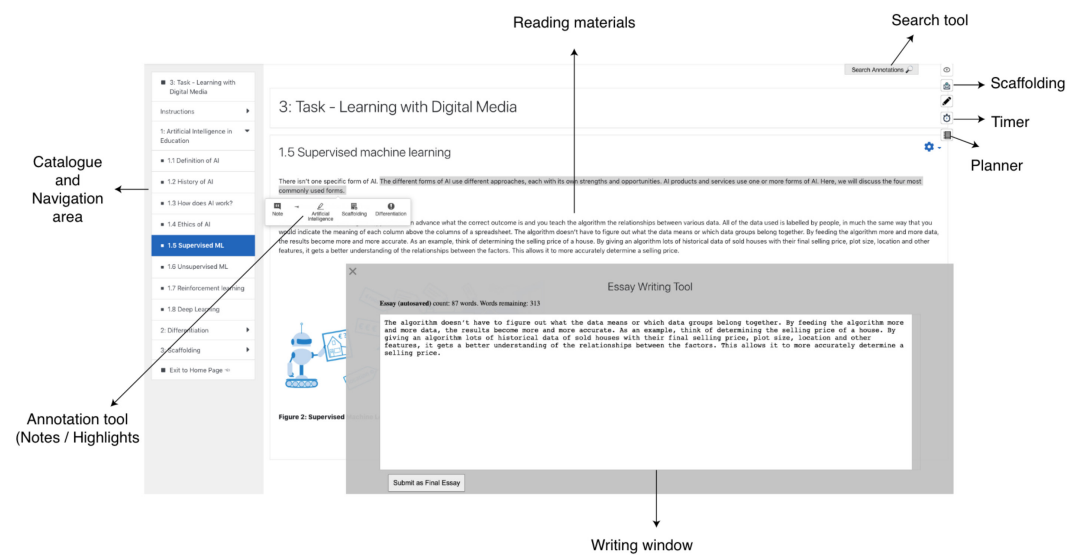 Reading materials
Search tool
Search Annotations
Scaffolding
Timer
Planner
Catalogue
and
Navigation
area
3: Task - Learning with
Digital Media
Instructions
1: Artificial Intelligence in
Education
1.1 Definition of AI
1.2 History of AI
1.3 How does AI work?
1.4 Ethics of AI
1.5 Supervised ML
1.6 Unsupervised ML
1.7 Reinforcement learning
1.8 Deep Learning
2: Differentiation
3: Scaffolding
Exit to Home Page
3: Task - Learning with Digital Media
1.5 Supervised machine learning
There isn't one specific form of AI. The different forms of AI use different approaches, each with its own strengths and opportunities. AI products and services use one or more forms of AI. Here, we will discuss the four most
commonly used forms.
Note
Artificial
Intelligence
Scaffolding
Differentiation
n advance what the correct outcome is and you teach the algorithm the relationships between various data. All of the data used is labelled by people, in much the same way that you
would indicate the meaning of each column above the columns of a spreadsheet. The algorithm doesn't have to figure out what the data means or which data groups belong together. By feeding the algorithm more and more data,
the results become more and more accurate. As an example, think of determining the selling price of a house. By giving an algorithm lots of historical data of sold houses with their final selling price, plot size, location and other
features, it gets a better understanding of the relationships between the factors. This allows it to more accurately determine a selling price.
Figure 2: Supervised
Essay Writing Tool
Essay (autosaved) count: 87 words. Words remaining: 313
The algorithm doesn't have to figure out what the data means or which data groups belong together. By feeding the algorithm more
and more data, the results become more and more accurate. As an example, think of determining the selling price of a house. By
giving an algorithm lots of historical data of sold houses with their final selling price, plot size, location and other
features, it gets a better understanding of the relationships between the factors. This allows it to more accurately determine a
selling price.
Submit as Final Essay
Annotation tool
(Notes / Highlights
Writing window